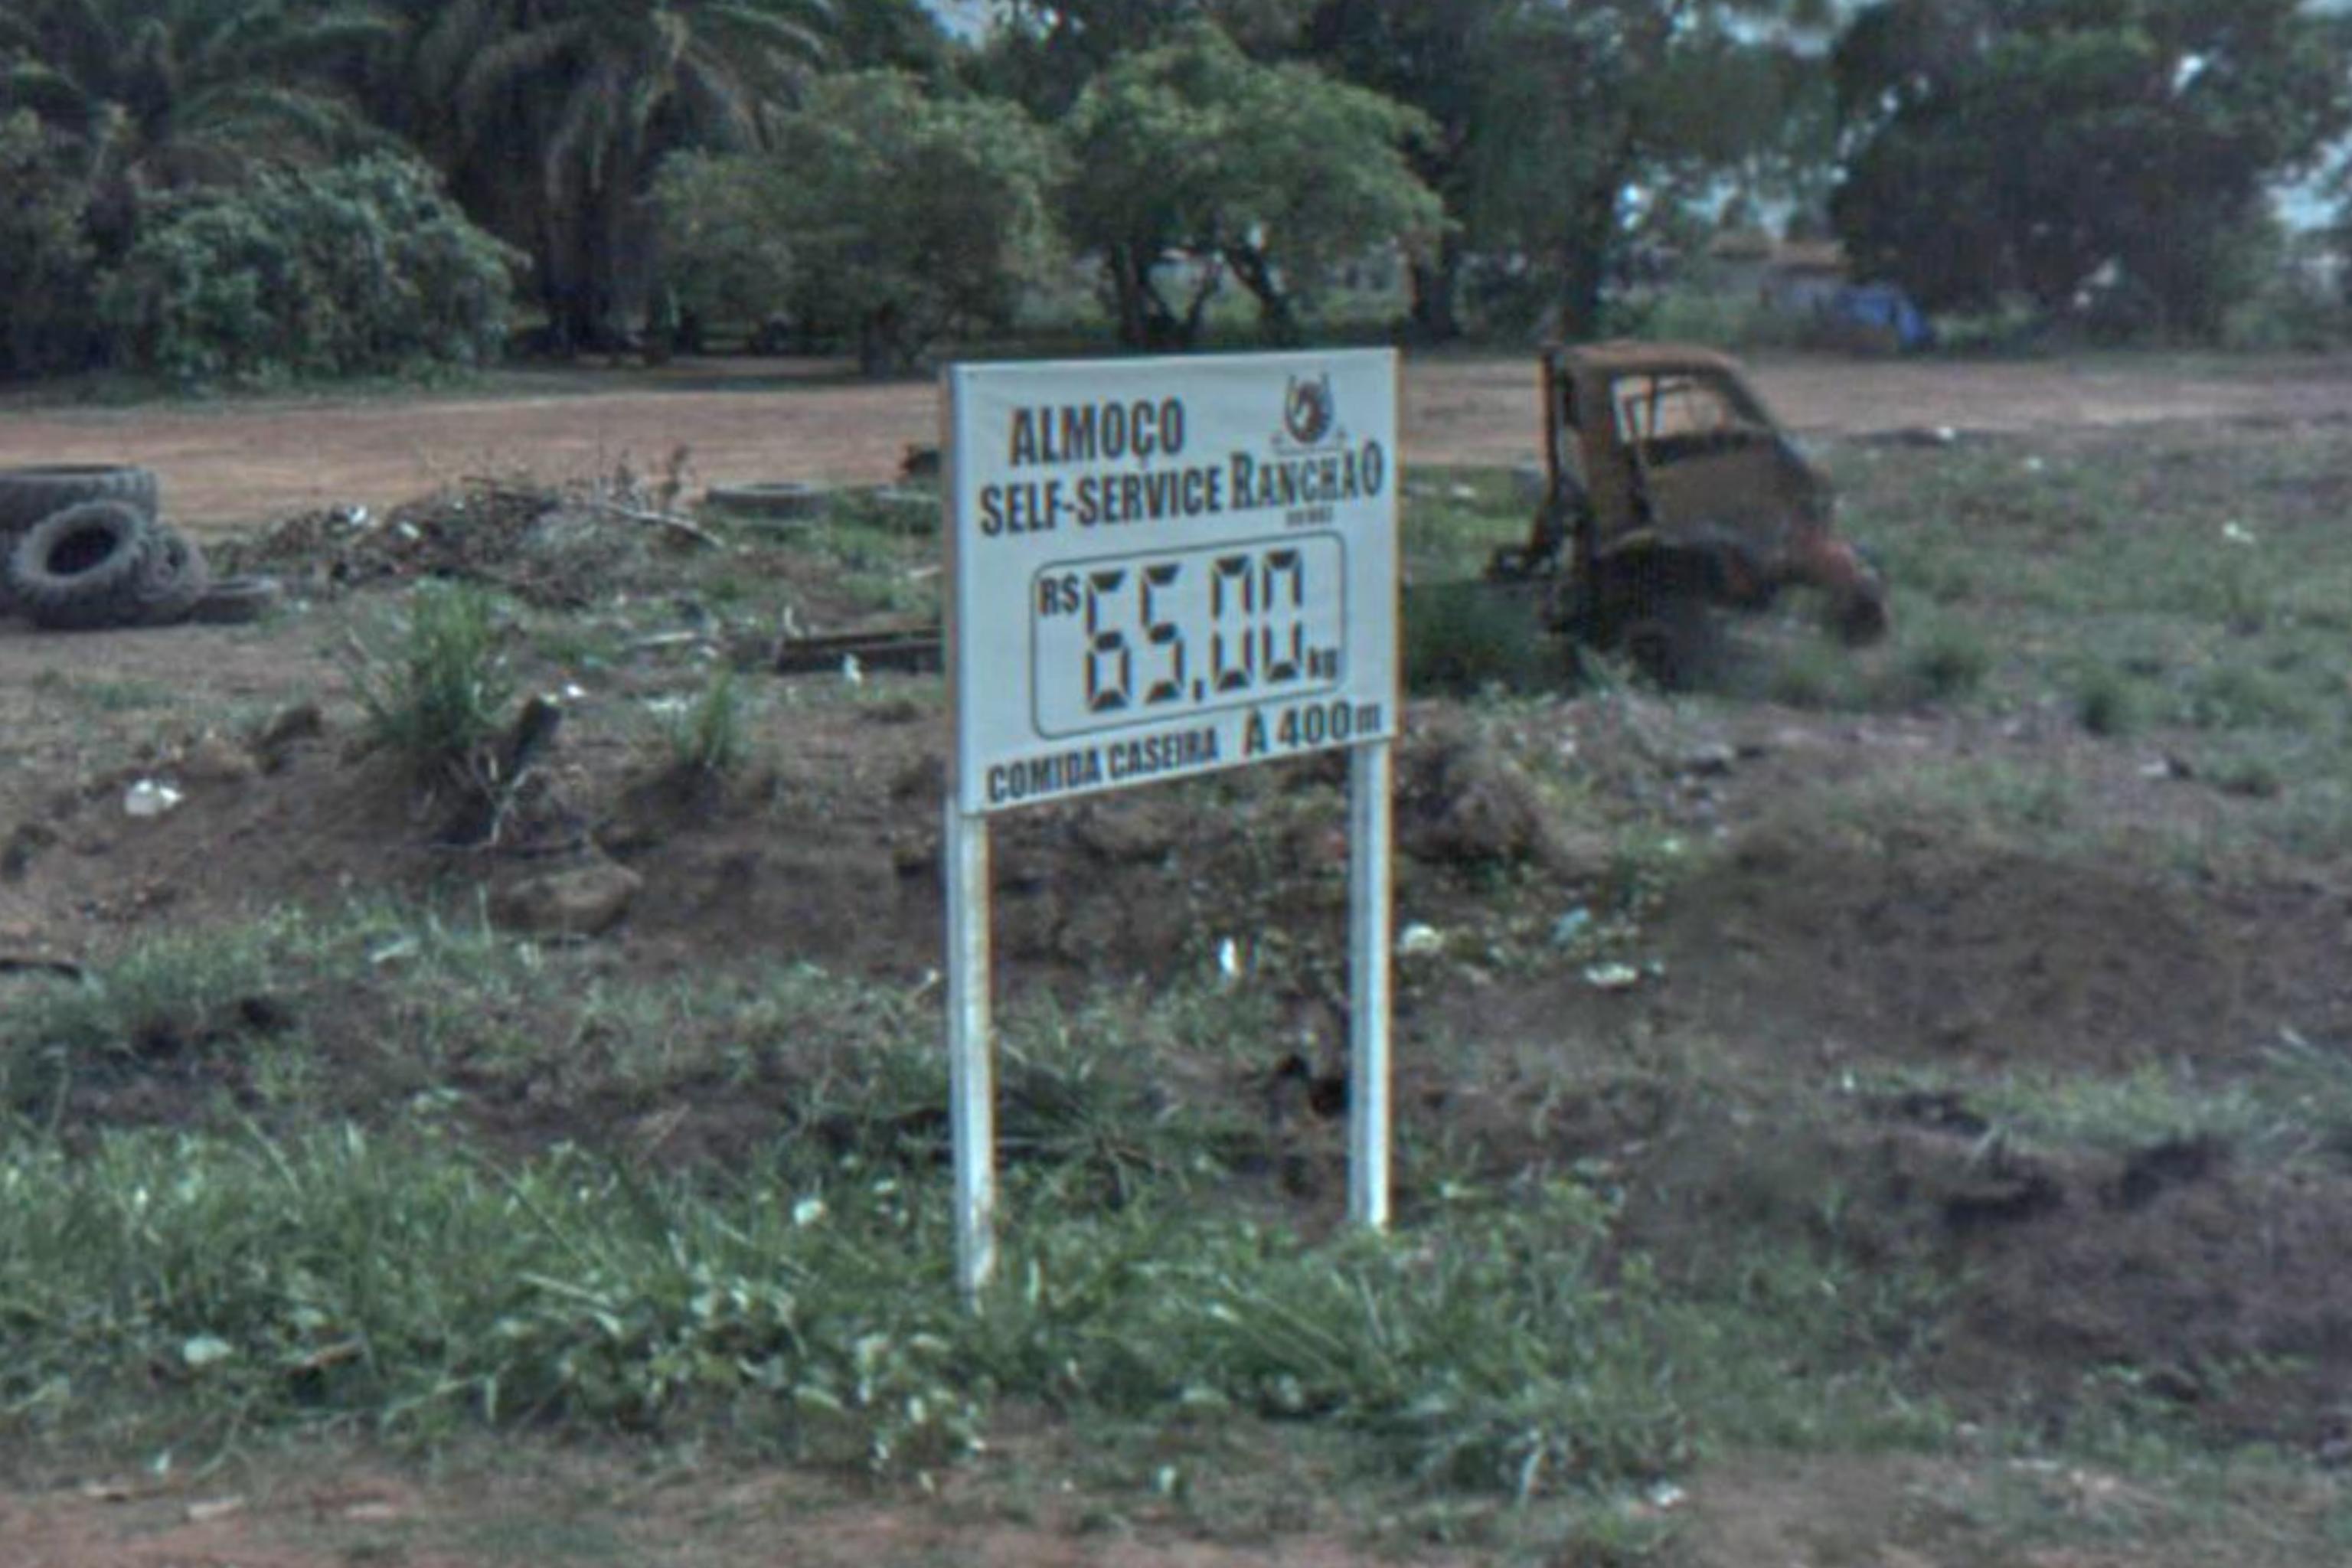 ALMOÇO
SELF-SERVICE RANCHÃO
R$ 65,00 kg
COMIDA CASEIRA À 400m